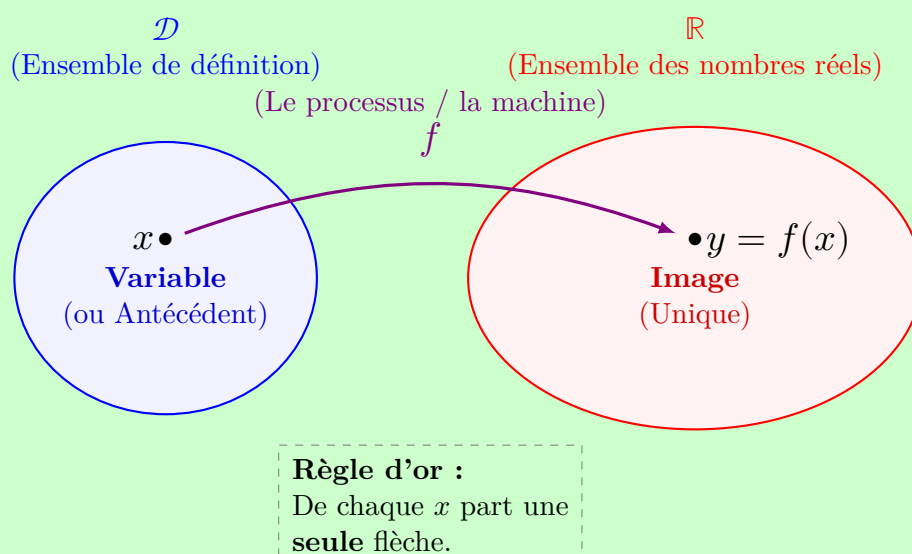 𝒟
(Ensemble de définition)
ℝ
(Ensemble des nombres réels)
(Le processus / la machine)
f
x
Variable
(ou Antécédent)
y = f(x)
Image
(Unique)
Règle d'or :
De chaque x part une
seule flèche.